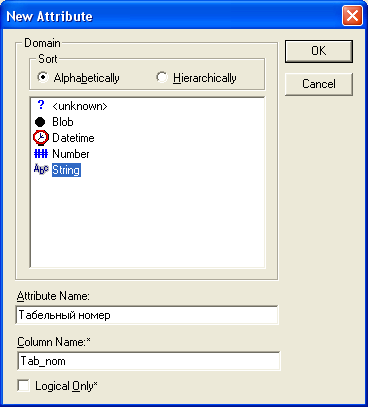 New Attribute
Domain
OK
Sort
Alphabetically
Hierarchically
Cancel
? <unknown>
Blob
Datetime
Number
Abc String
Attribute Name:
Табельный номер
Column Name:*
Tab_nom
Logical Only*